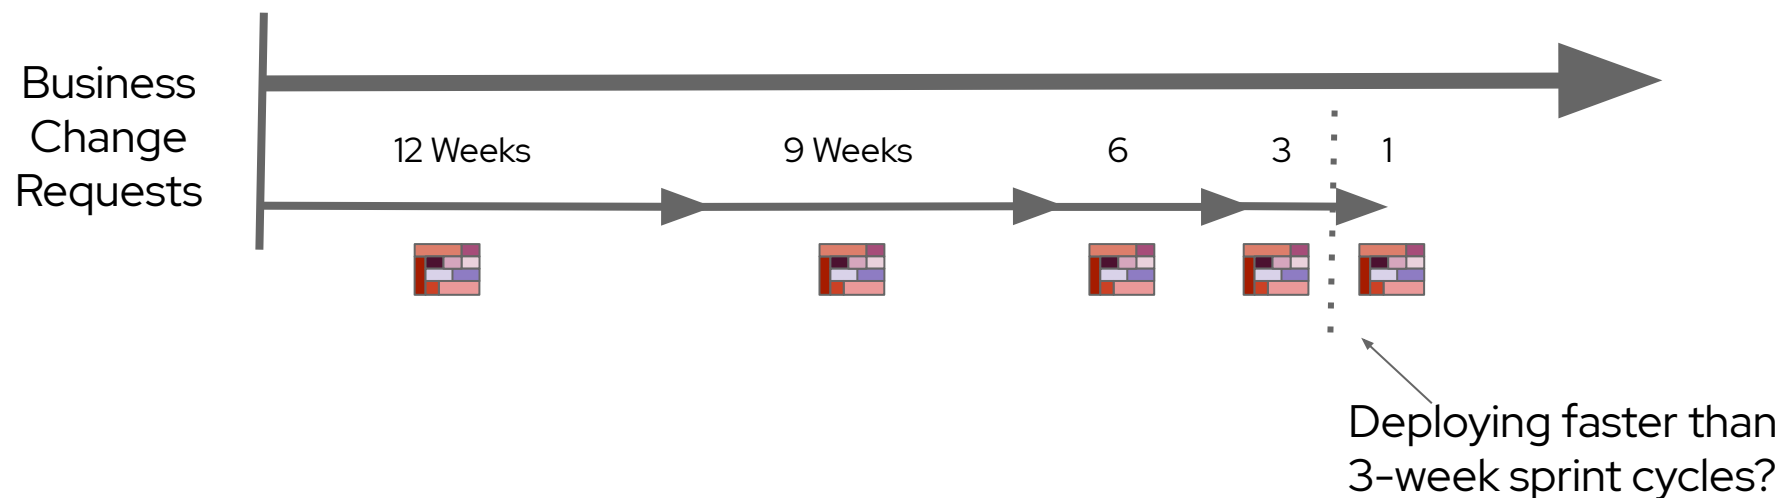 Business
Change
Requests
12 Weeks
9 Weeks
6
3
1
Deploying faster than
3-week sprint cycles?